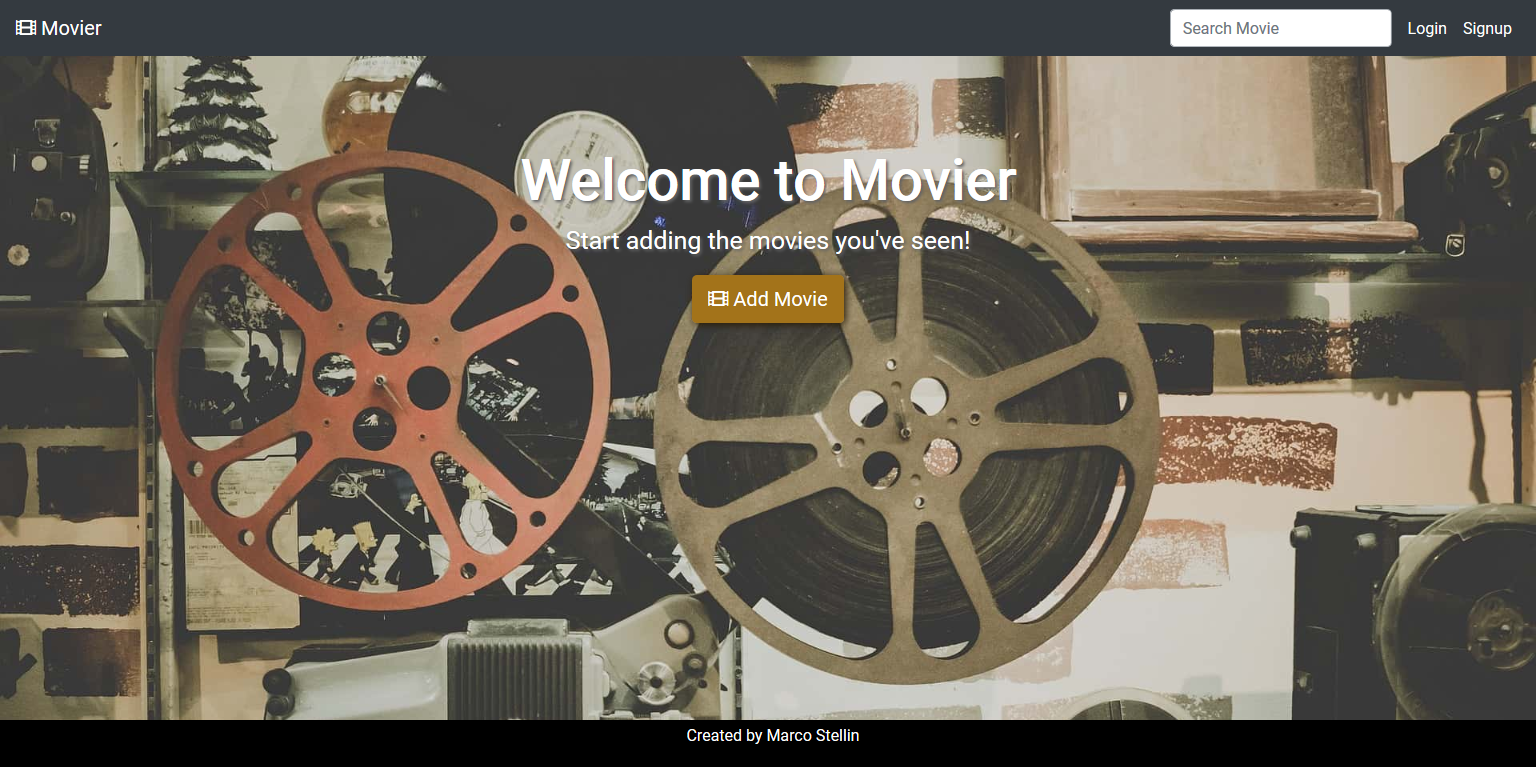 Movier
Search Movie
Login
Signup
Welcome to Movier
Start adding the movies you've seen!
Add Movie
Created by Marco Stellin